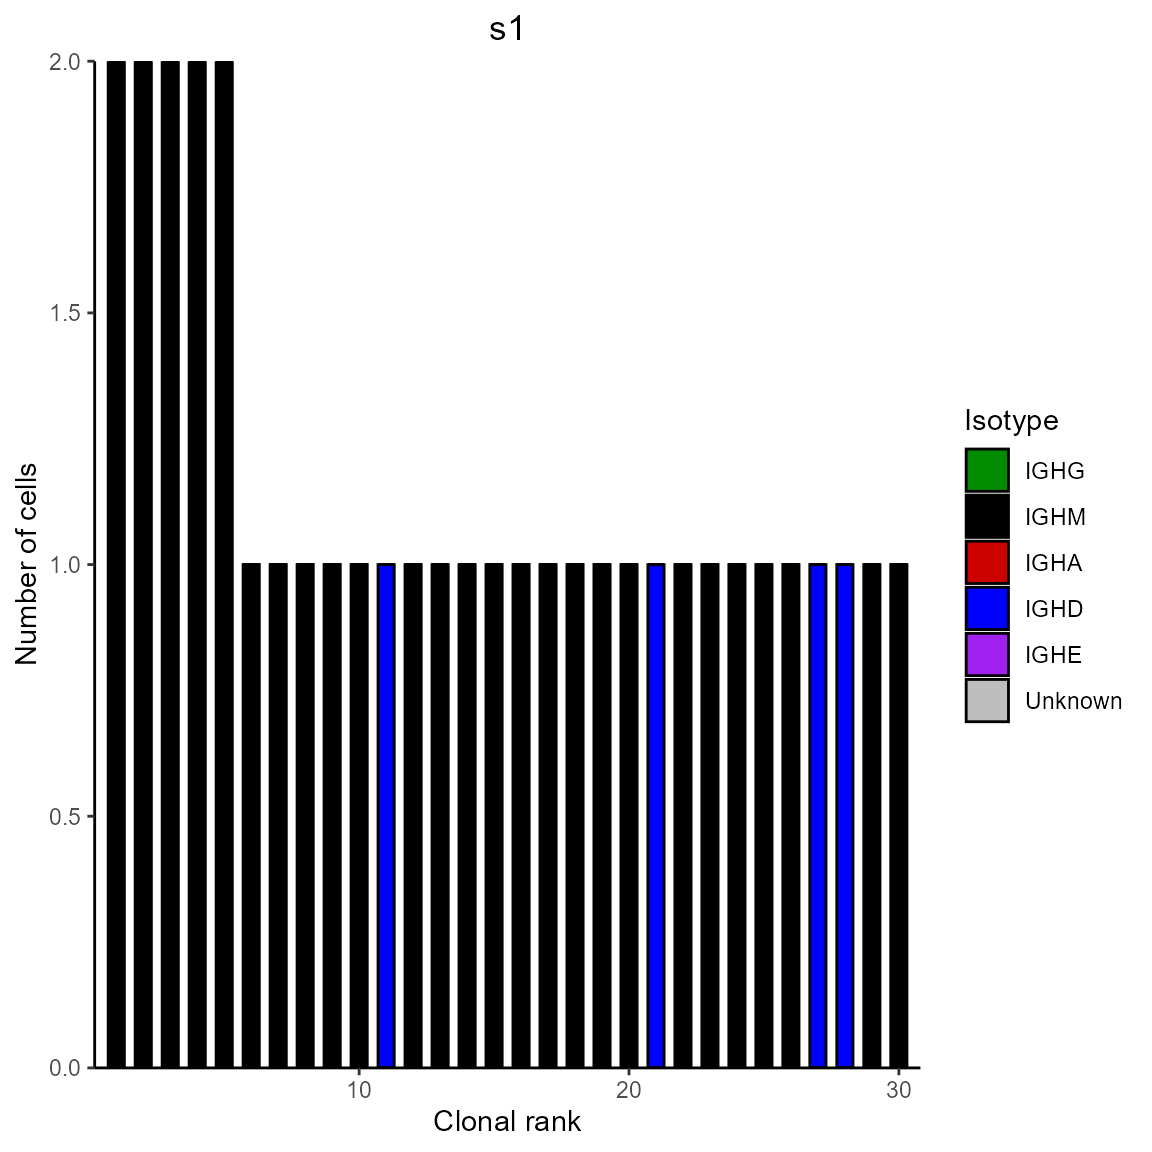 s1
2.0
1.5
1.0
0.5
0.0
Number of cells
10
20
30
Clonal rank
Isotype
IGHG
IGHM
IGHA
IGHD
IGHE
Unknown